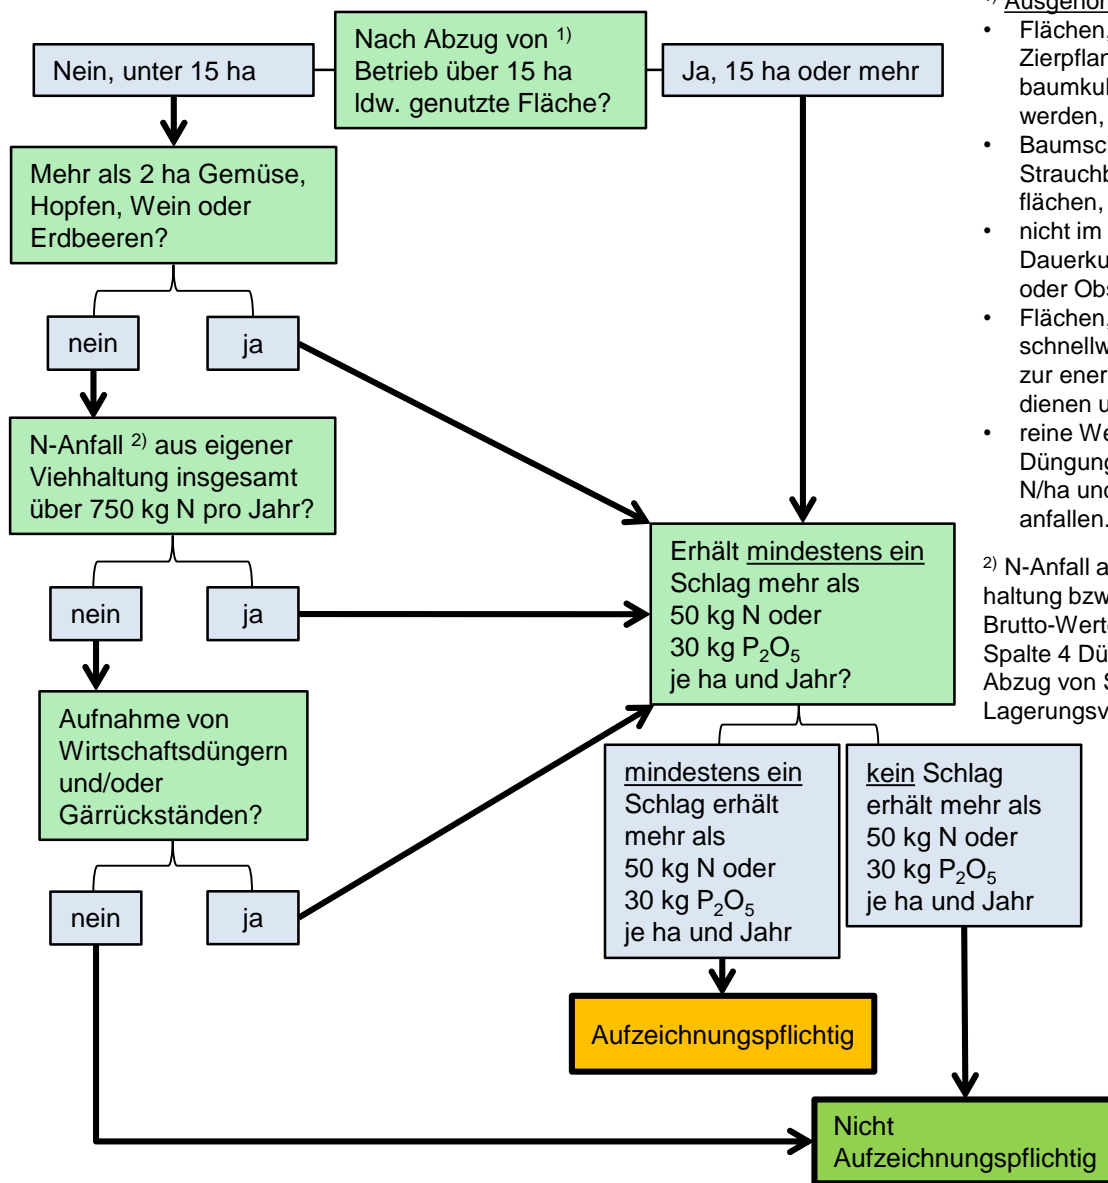 Nach Abzug von 1)
Betrieb über 15 ha
ldw. genutzte Fläche?
Nein, unter 15 ha
Ja, 15 ha oder mehr
Mehr als 2 ha Gemüse,
Hopfen, Wein oder
Erdbeeren?
nein
ja
N-Anfall 2) aus eigener
Viehhaltung insgesamt
über 750 kg N pro Jahr?
nein
ja
Aufnahme von
Wirtschaftsdüngern
und/oder
Gärrückständen?
nein
ja
Erhält mindestens ein
Schlag mehr als
50 kg N oder
30 kg P2O5
je ha und Jahr?
mindestens ein
Schlag erhält
mehr als
50 kg N oder
30 kg P2O5
je ha und Jahr
kein Schlag
erhält mehr als
50 kg N oder
30 kg P2O5
je ha und Jahr
Aufzeichnungspflichtig
Nicht
Aufzeichnungspflichtig
• Flächen,
Zierpflan
baumkul
werden,
• Baumsc
Strauchb
flächen,
• nicht im
Dauerku
oder Obs
• Flächen,
schnellw
zur ener
dienen u
• reine We
Düngung
N/ha und
anfallen.
2) N-Anfall a
haltung bzw
Brutto-Werte
Spalte 4 Dü
Abzug von S
Lagerungsv